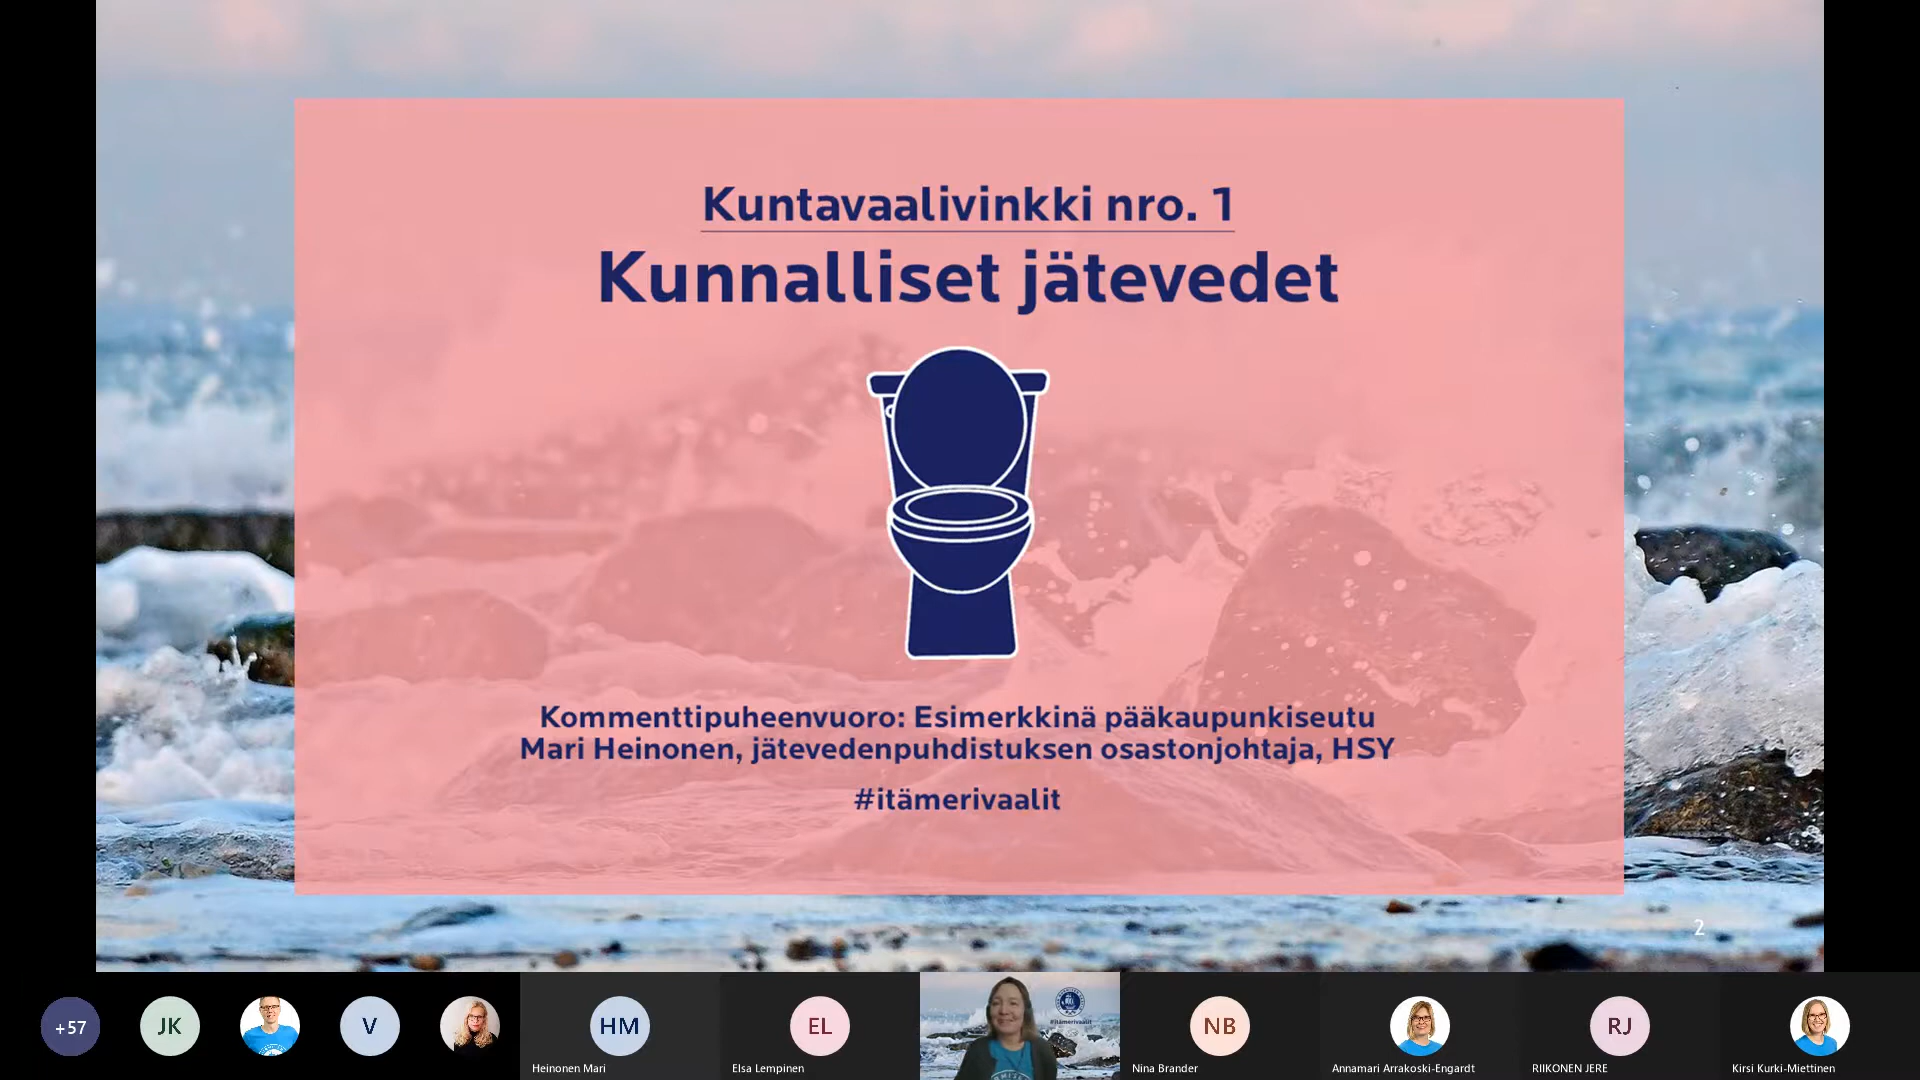 Kuntavaalivinkki nro. 1
Kunnalliset jätevedet
Kommenttipuheenvuoro: Esimerkkinä pääkaupunkiseutu
Mari Heinonen, jätevedenpuhdistuksen osastonjohtaja, HSY
#itämerivaalit
2
+57
JK
V
HM
Heinonen Mari
EL
Elsa Lempinen
#itämerivaalit
NB
Nina Brander
Annamari Arrakoski-Engardt
RJ
RIIKONEN JERE
Kirsi Kurki-Miettinen